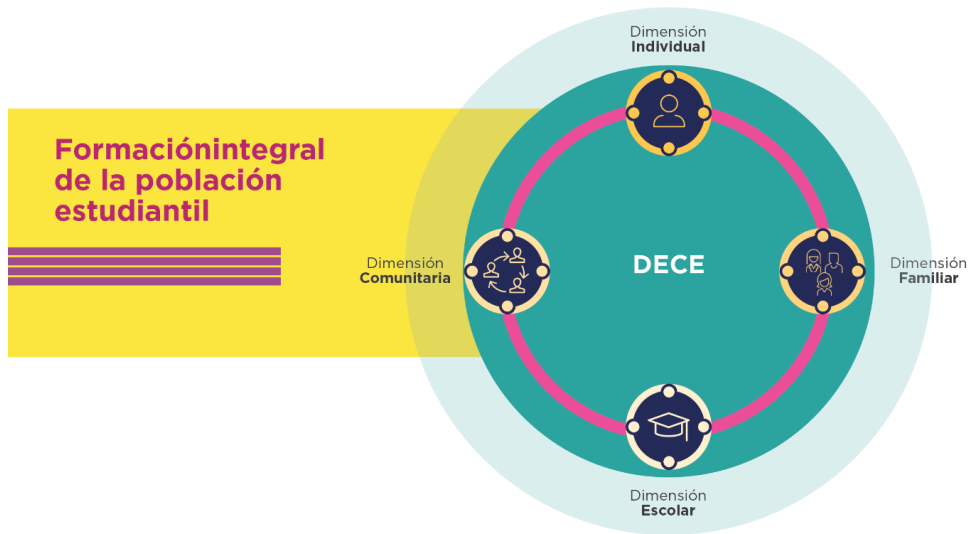 Formaciónintegral
de la población
estudiantil
Dimensión
Individual
Dimensión
Comunitaria
DECE
Dimensión
Familiar
Dimensión
Escolar